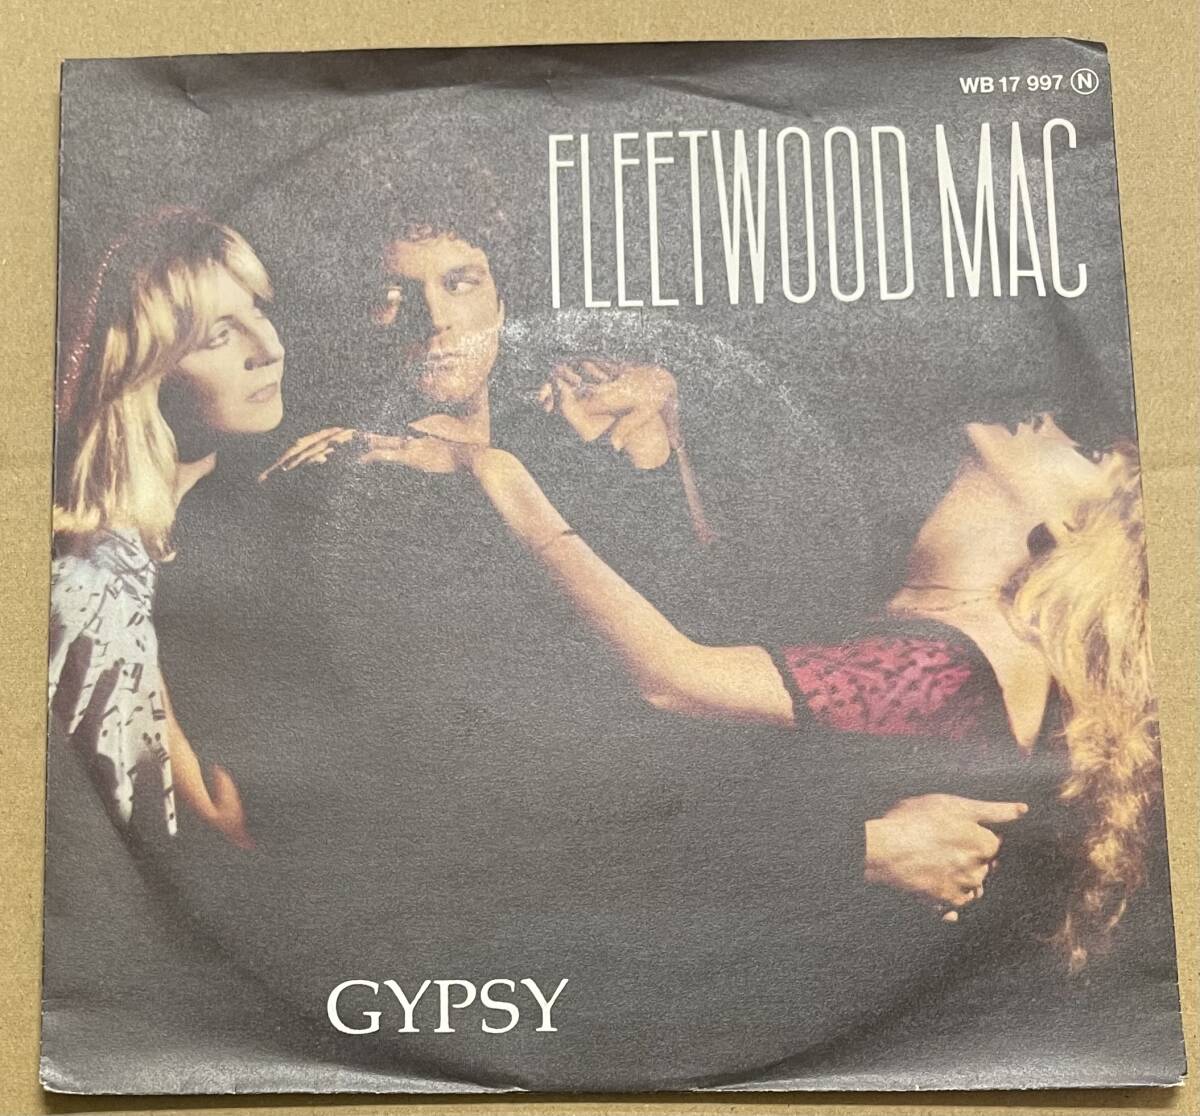 WB 17 997 Ⓝ
FLEETWOOD MAC
GYPSY